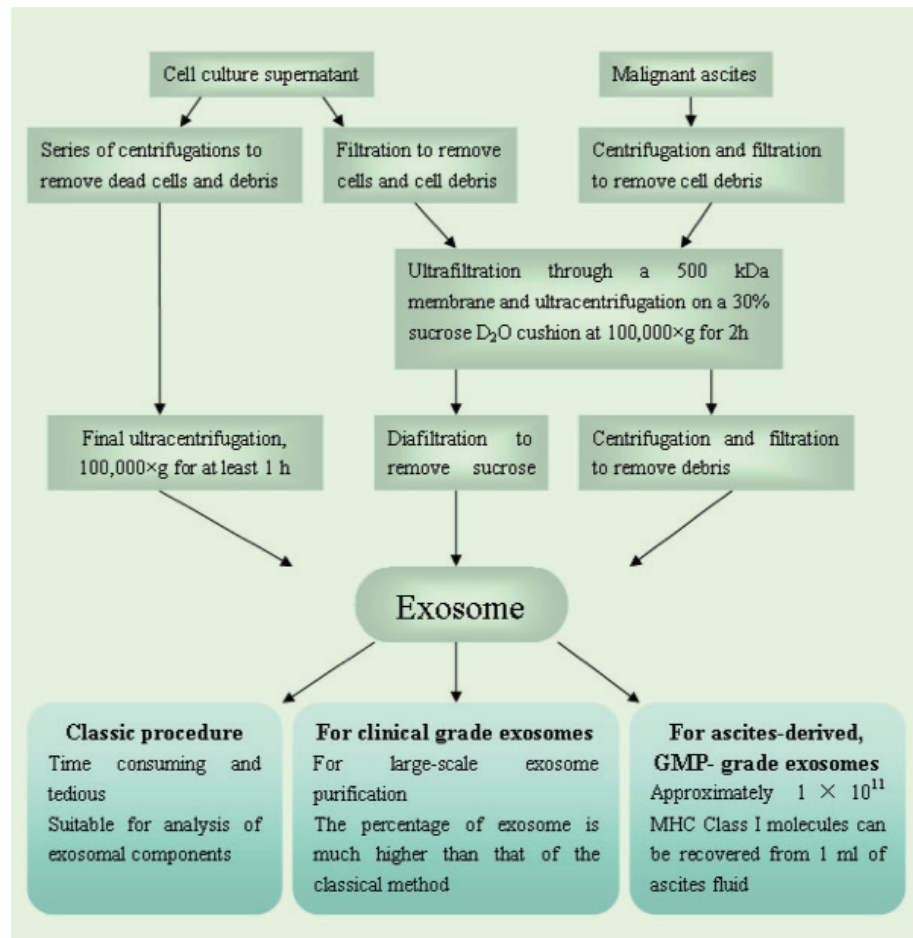 Cell culture supernatant
Malignant ascites
Series of centrifugations to
remove dead cells and debris
Filtration to remove
cells and cell debris
Centrifugation and filtration
to remove cell debris
Ultrafiltration through a 500 kDa
membrane and ultracentrifugation on a 30%
sucrose D₂O cushion at 100,000×g for 2h
Final ultracentrifugation,
100,000×g for at least 1 h
Diafiltration to
remove sucrose
Centrifugation and filtration
to remove debris
Exosome
Classic procedure
Time consuming and
tedious
Suitable for analysis of
exosomal components
For clinical grade exosomes
For large-scale exosome
purification
The percentage of exosome is
much higher than that of the
classical method
For ascites-derived,
GMP- grade exosomes
Approximately 1 × 10¹¹
MHC Class I molecules can
be recovered from 1 ml of
ascites fluid